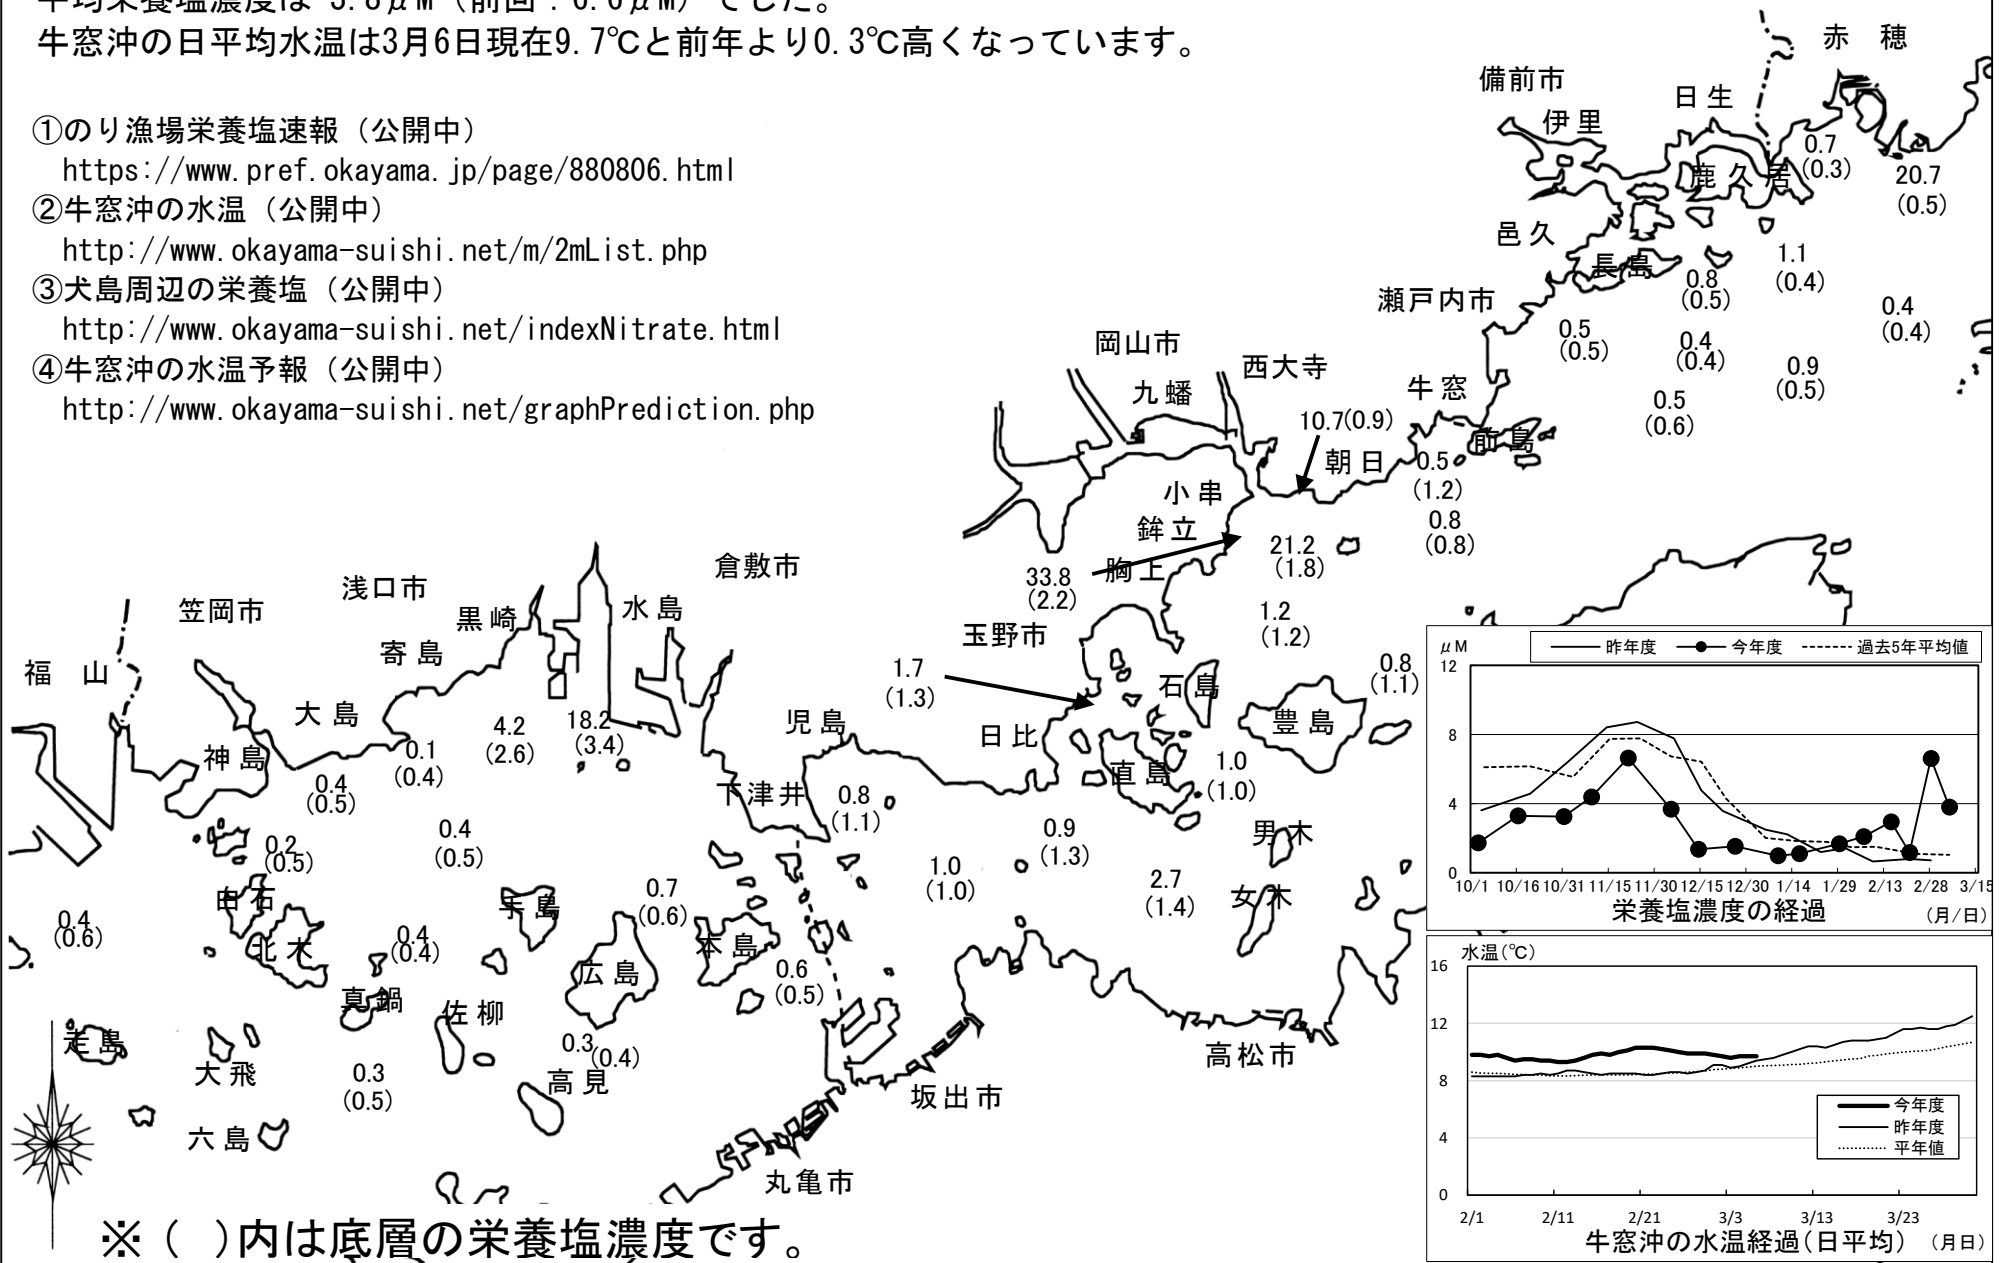 平均栄養塩濃度は 3.8μM（前回：6.6μM）でした。
牛窓沖の日平均水温は3月6日現在9.7℃と前年より0.3℃高くなっています。
①のり漁場栄養塩速報（公開中）
https://www.pref.okayama.jp/page/880806.html
②牛窓沖の水温（公開中）
http://www.okayama-suishi.net/m/2mList.php
③犬島周辺の栄養塩（公開中）
http://www.okayama-suishi.net/indexNitrate.html
④牛窓沖の水温予報（公開中）
http://www.okayama-suishi.net/graphPrediction.php
赤 穂
備前市
日生
伊里
0.7
(0.3)
鹿久居
20.7
(0.5)
邑久
長島
1.1
(0.4)
0.8
(0.5)
瀬戸内市
0.4
(0.4)
0.5
(0.5)
0.4
(0.4)
0.9
(0.5)
0.5
(0.6)
岡山市
西大寺
九蟠
牛窓
10.7(0.9)
前島
朝日
0.5
(1.2)
小串
鉾立
0.8
(0.8)
21.2
(1.8)
胸上
33.8
(2.2)
1.2
(1.2)
玉野市
倉敷市
浅口市
笠岡市
黒崎
水島
寄島
福 山
1.7
(1.3)
0.8
(1.1)
石島
大島
4.2
(2.6)
18.2
(3.4)
児島
日比
豊島
神島
0.1
(0.4)
0.4
(0.5)
直島
1.0
(1.0)
下津井
0.8
(1.1)
0.4
(0.5)
0.9
(1.3)
男木
0.2
(0.5)
1.0
(1.0)
2.7
(1.4)
女木
白石
手島
0.7
(0.6)
0.4
(0.6)
北木
0.4
(0.4)
本島
広島
0.6
(0.5)
真鍋
佐柳
走島
大飛
0.3
(0.4)
高松市
0.3
(0.5)
高見
坂出市
六島
丸亀市
※（ ）内は底層の栄養塩濃度です。
μM
昨年度 今年度 過去5年平均値
12
8
4
0
10/1 10/16 10/31 11/15 11/30 12/15 12/30 1/14 1/29 2/13 2/28 3/15
栄養塩濃度の経過 （月/日）
水温(℃)
16
12
8
4
0
今年度
昨年度
平年値
2/1 2/11 2/21 3/3 3/13 3/23
牛窓沖の水温経過（日平均） （月日）